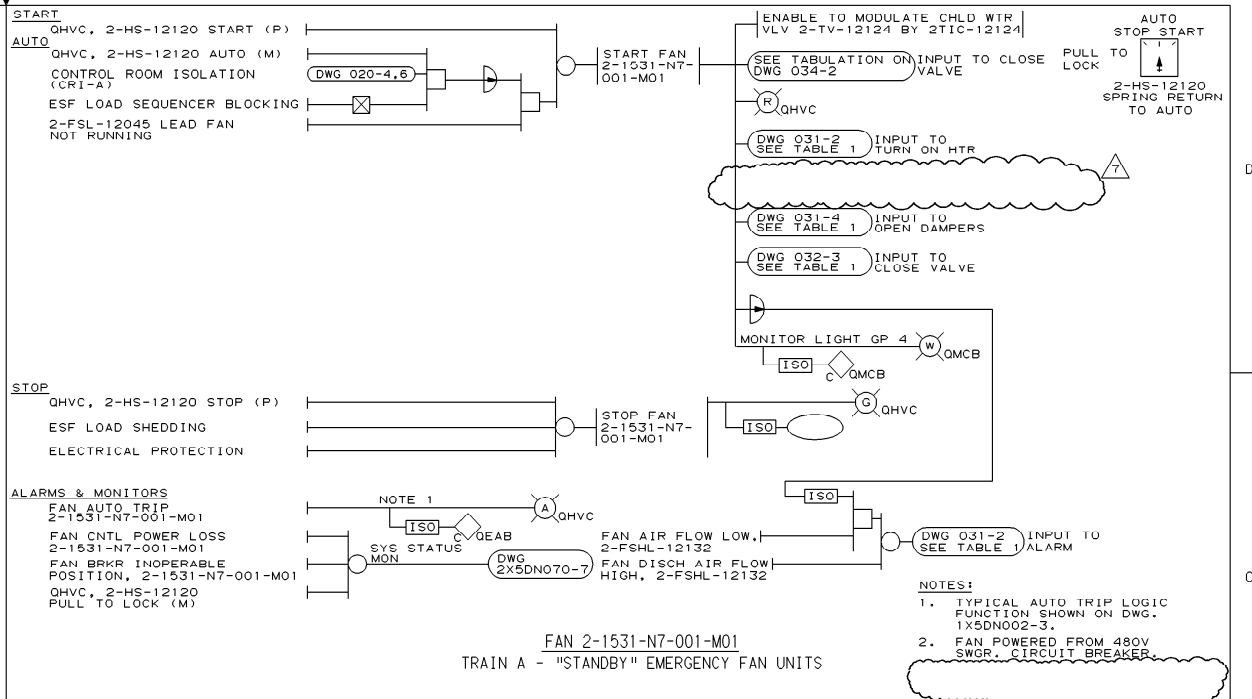 START
QHVC, 2-HS-12120 START (P)
AUTO
QHVC, 2-HS-12120 AUTO (M)
CONTROL ROOM ISOLATION
(CRI-A)
DWG 020-4,6
ESF LOAD SEQUENCER BLOCKING
2-FSL-12045 LEAD FAN
NOT RUNNING
START FAN
2-1531-N7-
001-M01
ENABLE TO MODULATE CHLD WTR
VLV 2-TV-12124 BY 2TIC-12124
SEE TABULATION ON
DWG 034-2
INPUT TO CLOSE
VALVE
R
QHVC
DWG 031-2
SEE TABLE 1
INPUT TO
TURN ON HTR
7
DWG 031-4
SEE TABLE 1
INPUT TO
OPEN DAMPERS
DWG 032-3
SEE TABLE 1
INPUT TO
CLOSE VALVE
MONITOR LIGHT GP 4
W
QMCB
ISO
C
QMCB
AUTO
STOP START
PULL TO
LOCK
2-HS-12120
SPRING RETURN
TO AUTO
D
STOP
QHVC, 2-HS-12120 STOP (P)
ESF LOAD SHEDDING
ELECTRICAL PROTECTION
STOP FAN
2-1531-N7-
001-M01
G
QHVC
ISO
ALARMS & MONITORS
FAN AUTO TRIP
2-1531-N7-001-M01
NOTE 1
A
QHVC
ISO
C
QEAB
FAN CNTL POWER LOSS
2-1531-N7-001-M01
FAN BRKR INOPERABLE
POSITION, 2-1531-N7-001-M01
QHVC, 2-HS-12120
PULL TO LOCK (M)
SYS STATUS
MON
DWG
2X5DN070-7
ISO
FAN AIR FLOW LOW,
2-FSHL-12132
FAN DISCH AIR FLOW
HIGH, 2-FSHL-12132
DWG 031-2
SEE TABLE 1
INPUT TO
ALARM
C
NOTES:
1. TYPICAL AUTO TRIP LOGIC
FUNCTION SHOWN ON DWG.
1X5DN002-3.
2. FAN POWERED FROM 480V
SWGR. CIRCUIT BREAKER.
FAN 2-1531-N7-001-M01
TRAIN A - "STANDBY" EMERGENCY FAN UNITS